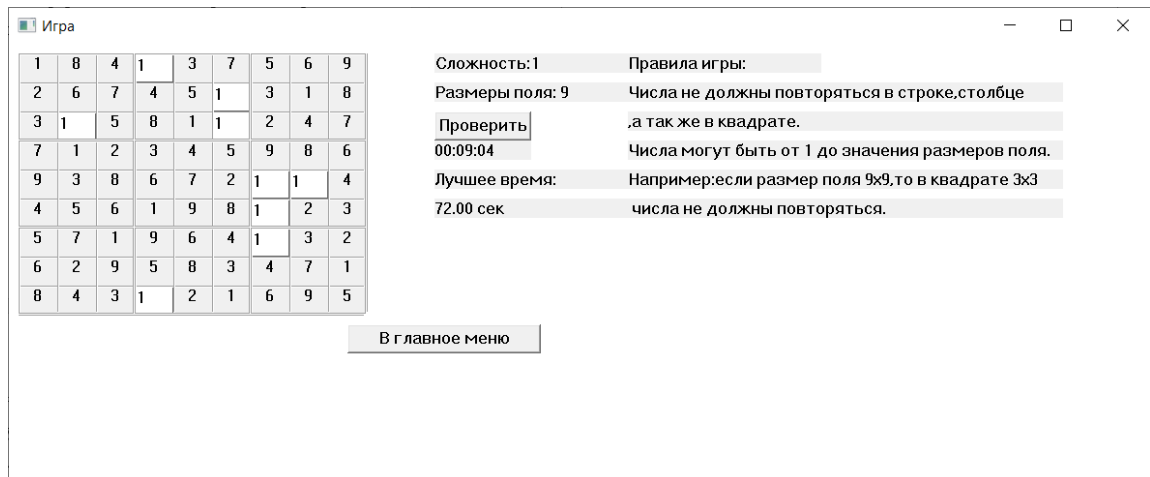 Игра
1 8 4 1 3 7 5 6 9
2 6 7 4 5 1 3 1 8
3 1 5 8 1 1 2 4 7
7 1 2 3 4 5 9 8 6
9 3 8 6 7 2 1 1 4
4 5 6 1 9 8 1 2 3
5 7 1 9 6 4 1 3 2
6 2 9 5 8 3 4 7 1
8 4 3 1 2 1 6 9 5
Сложность:1
Размеры поля: 9
Проверить
00:09:04
Лучшее время:
72.00 сек
Правила игры:
Числа не должны повторяться в строке,столбце
,а так же в квадрате.
Числа могут быть от 1 до значения размеров поля.
Например:если размер поля 9x9,то в квадрате 3x3
числа не должны повторяться.
В главное меню